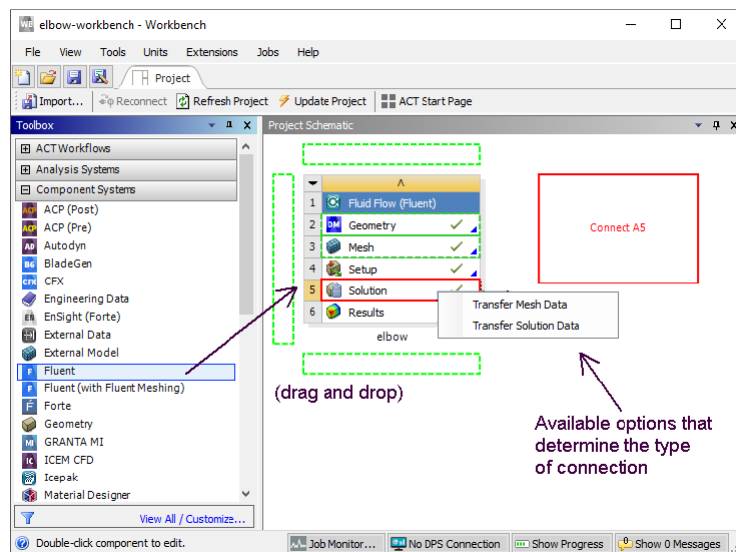 elbow-workbench - Workbench
File View Tools Units Extensions Jobs Help
Project
Import... Reconnect Refresh Project Update Project ACT Start Page
Toolbox
Project Schematic
ACT Workflows
Analysis Systems
Component Systems
ACP (Post)
ACP (Pre)
Autodyn
BladeGen
CFX
Engineering Data
EnSight (Forte)
External Data
External Model
Fluent
Fluent (with Fluent Meshing)
Forte
Geometry
GRANTA MI
ICEM CFD
Icepak
Material Designer
View All / Customize...
A
1 Fluid Flow (Fluent)
2 Geometry
3 Mesh
4 Setup
5 Solution
6 Results
elbow
Connect A5
Transfer Mesh Data
Transfer Solution Data
(drag and drop)
Available options that
determine the type
of connection
Double-click component to edit.
Job Monitor... No DPS Connection Show Progress Show 0 Messages